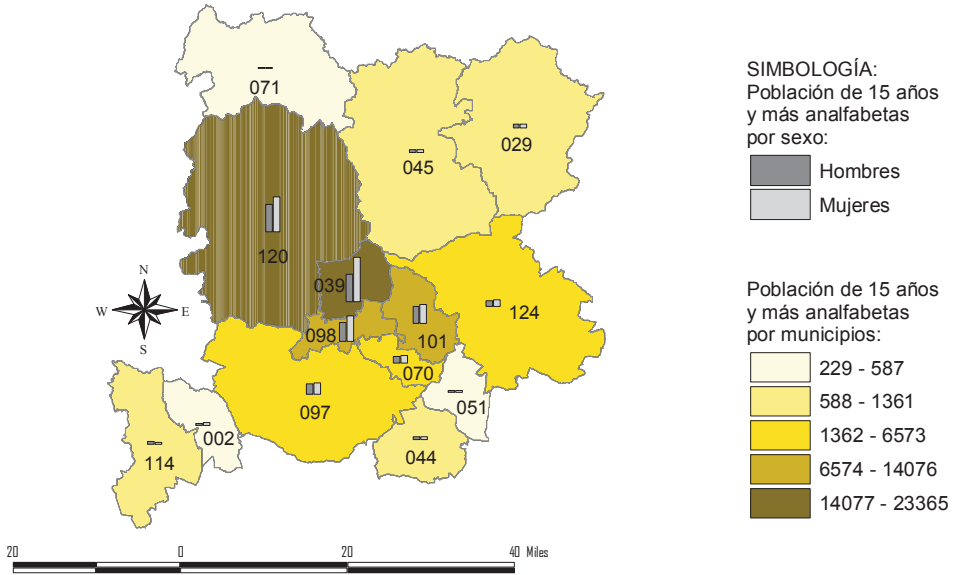 071
045
029
120
039
124
098
101
070
097
051
002
114
044
N
W
E
S
SIMBOLOGÍA:
Población de 15 años
y más analfabetas
por sexo:
Hombres
Mujeres
Población de 15 años
y más analfabetas
por municipios:
229 - 587
588 - 1361
1362 - 6573
6574 - 14076
14077 - 23365
20 0 20 40 Miles